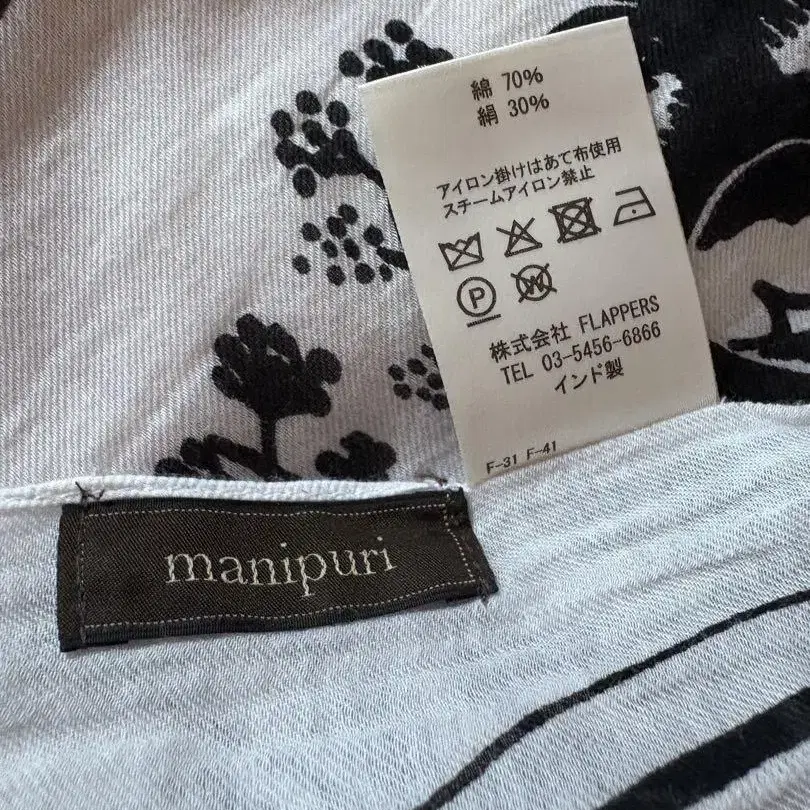 綿 70%
絹 30%
アイロン掛けはあて布使用
スチームアイロン禁止
P W
株式会社 FLAPPERS
TEL 03-5456-6866
インド製
F-31 F-41
manipuri